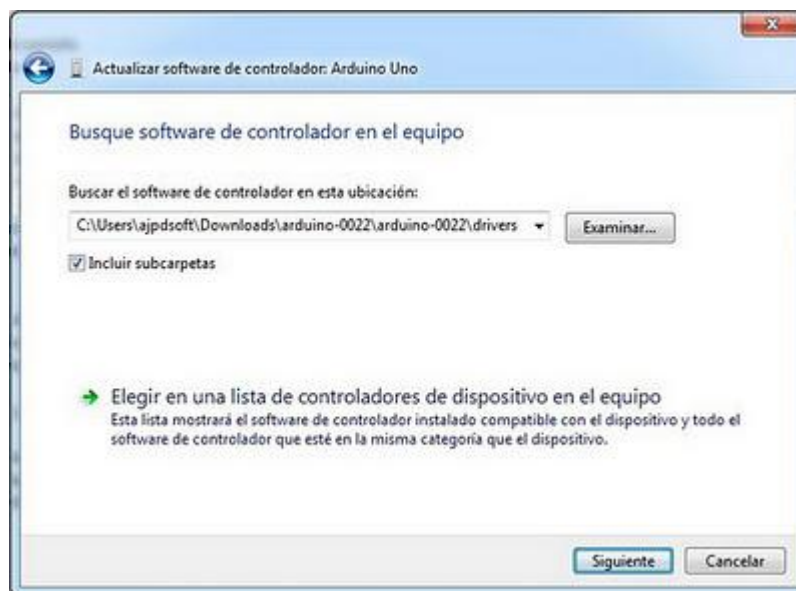 Actualizar software de controlador: Arduino Uno
Busque software de controlador en el equipo
Buscar el software de controlador en esta ubicación:
C:\Users\ajpdsoft\Downloads\arduino-0022\arduino-0022\drivers
Examinar...
Incluir subcarpetas
Elegir en una lista de controladores de dispositivo en el equipo
Esta lista mostrará el software de controlador instalado compatible con el dispositivo y todo el
software de controlador que esté en la misma categoría que el dispositivo.
Siguiente
Cancelar